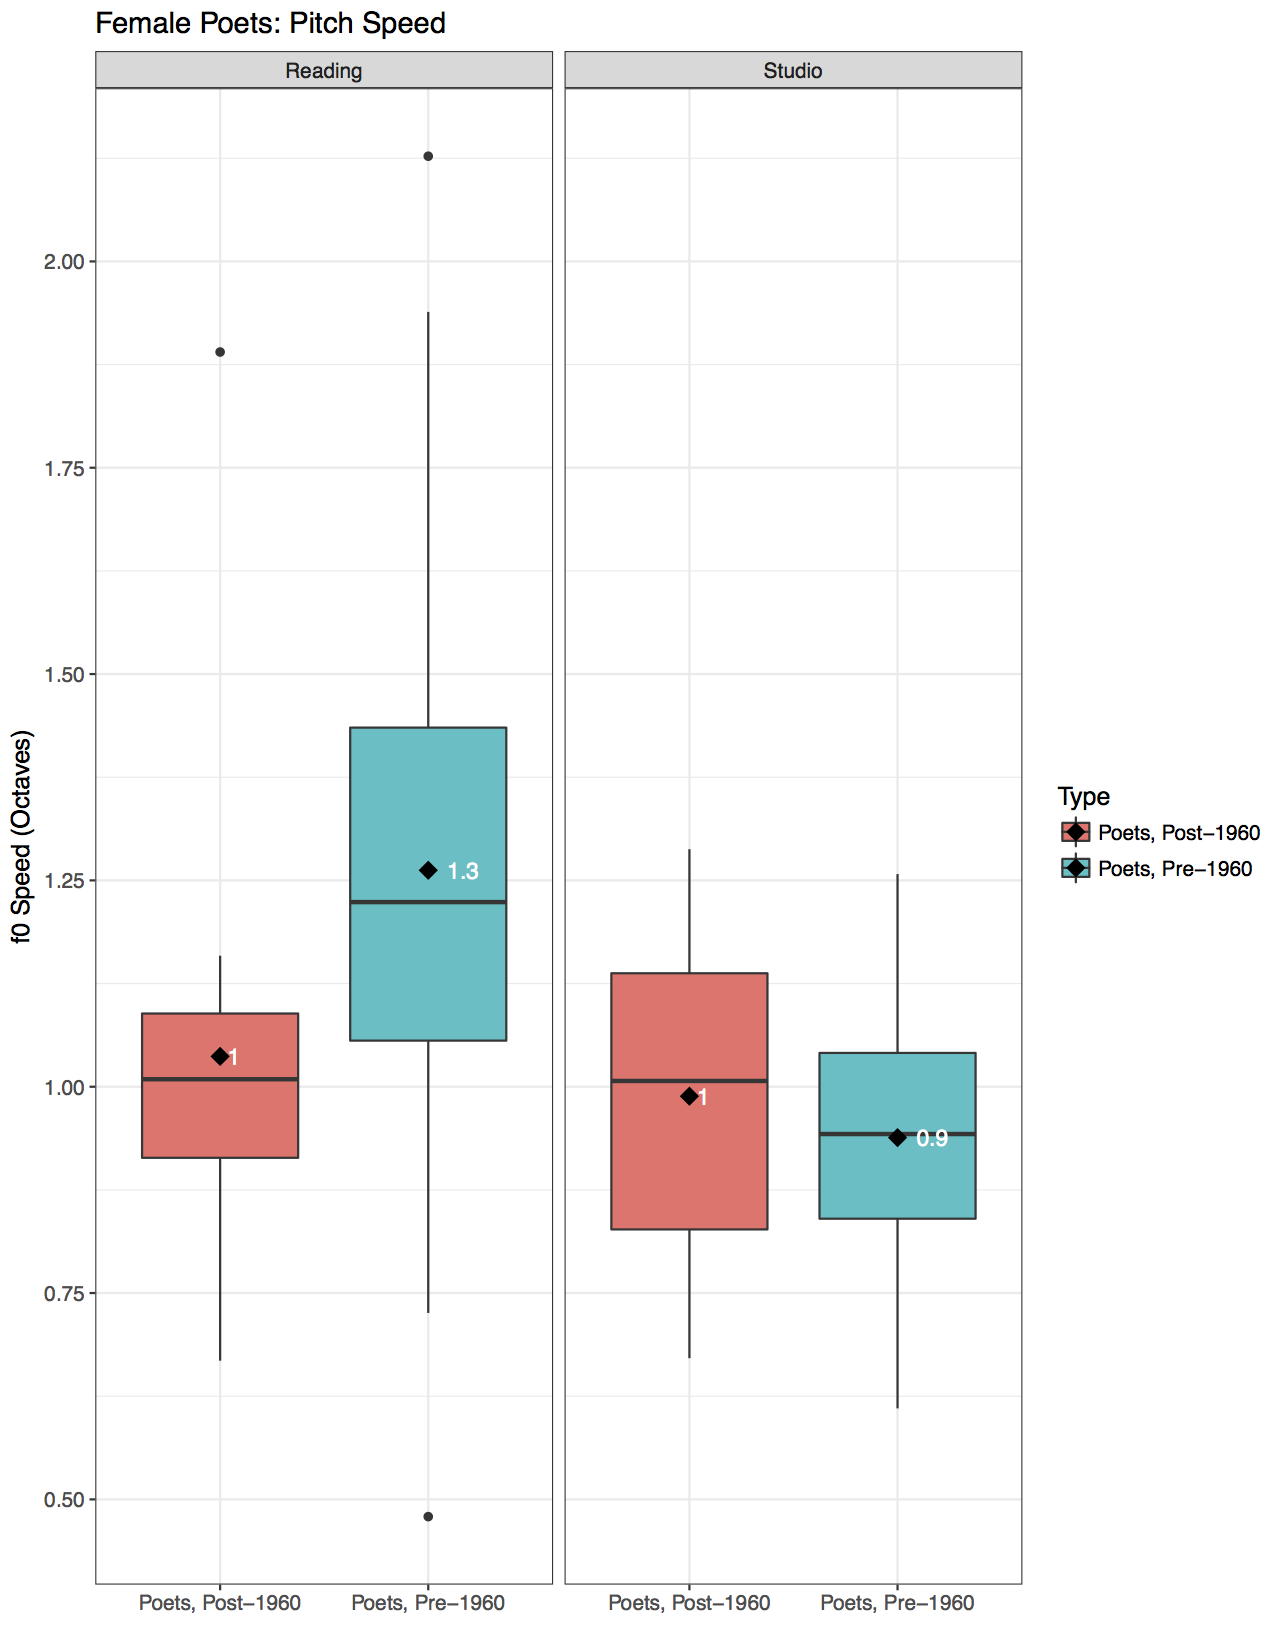 Female Poets: Pitch Speed
Reading
Studio
f0 Speed (Octaves)
2.00
1.75
1.50
1.25
1.00
0.75
0.50
1
1.3
1
0.9
Poets, Post-1960
Poets, Pre-1960
Poets, Post-1960
Poets, Pre-1960
Type
Poets, Post-1960
Poets, Pre-1960